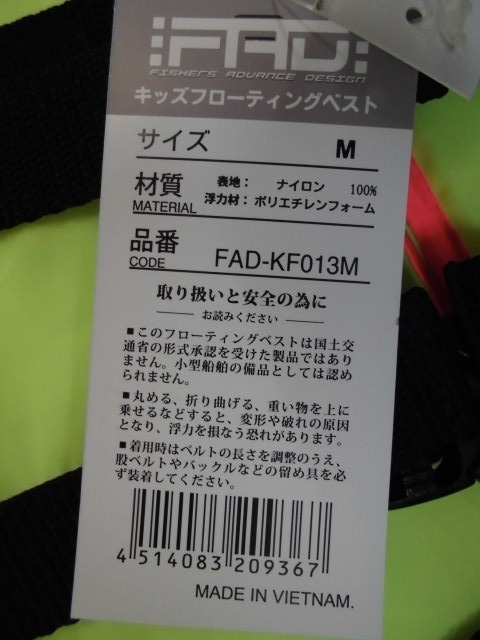 :FAD:
FISHERS ADVANCE DESIGN
キッズフローティングベスト
サイズ M
材質 表地： ナイロン 100%
MATERIAL 浮力材：ポリエチレンフォーム
品番
CODE FAD-KF013M
取り扱いと安全の為に
お読みください
■このフローティングベストは国土交
通省の形式承認を受けた製品ではあり
ません。小型船舶の備品としては認め
られません。
■丸める、折り曲げる、重い物を上に
乗せるなどすると、変形や破れの原因
となり、浮力を損なう恐れがあります。
■着用時はベルトの長さを調整のうえ、
股ベルトやバックルなどの留め具を必
ず装着してください。
4 514083 209367
MADE IN VIETNAM.